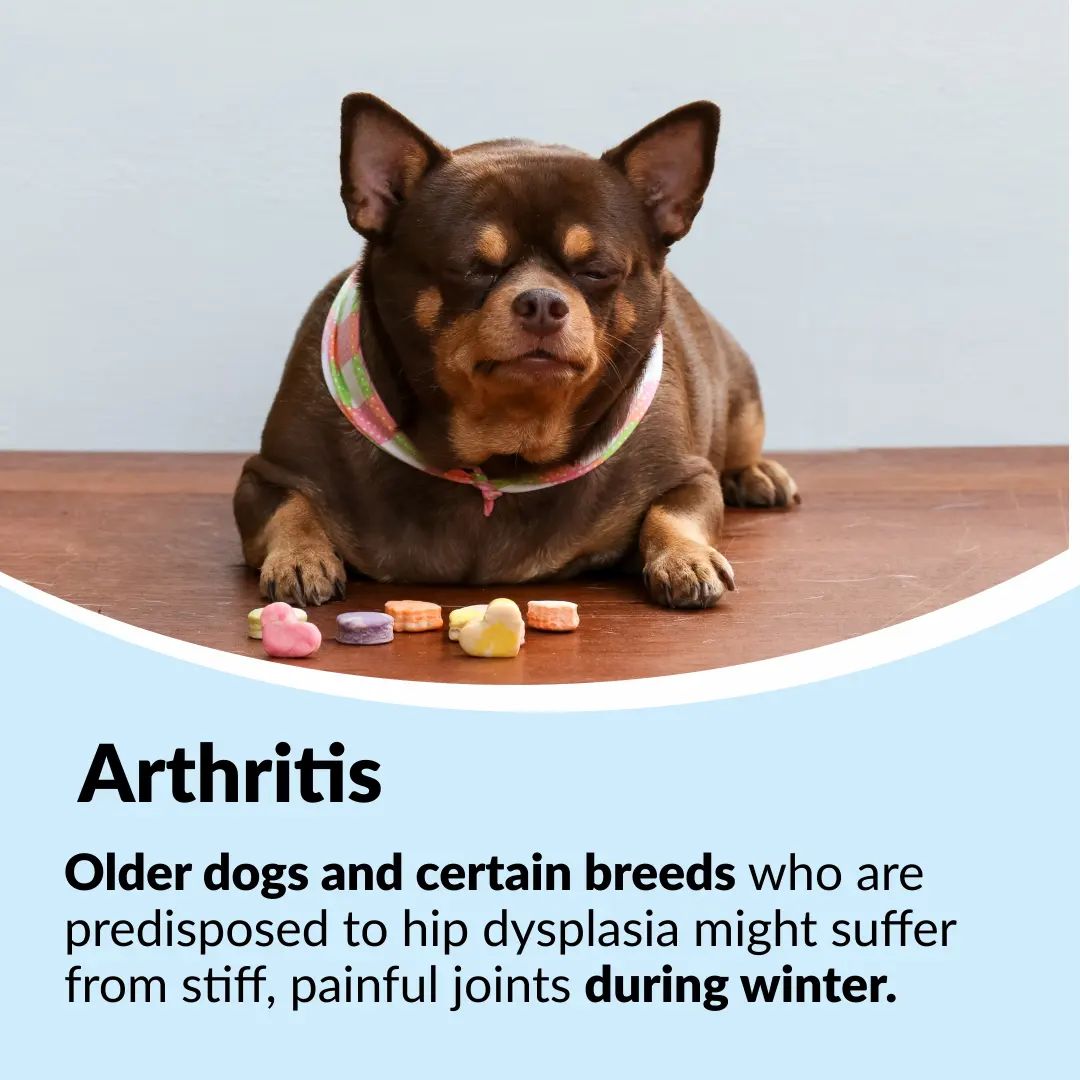 Arthritis
Older dogs and certain breeds who are
predisposed to hip dysplasia might suffer
from stiff, painful joints during winter.